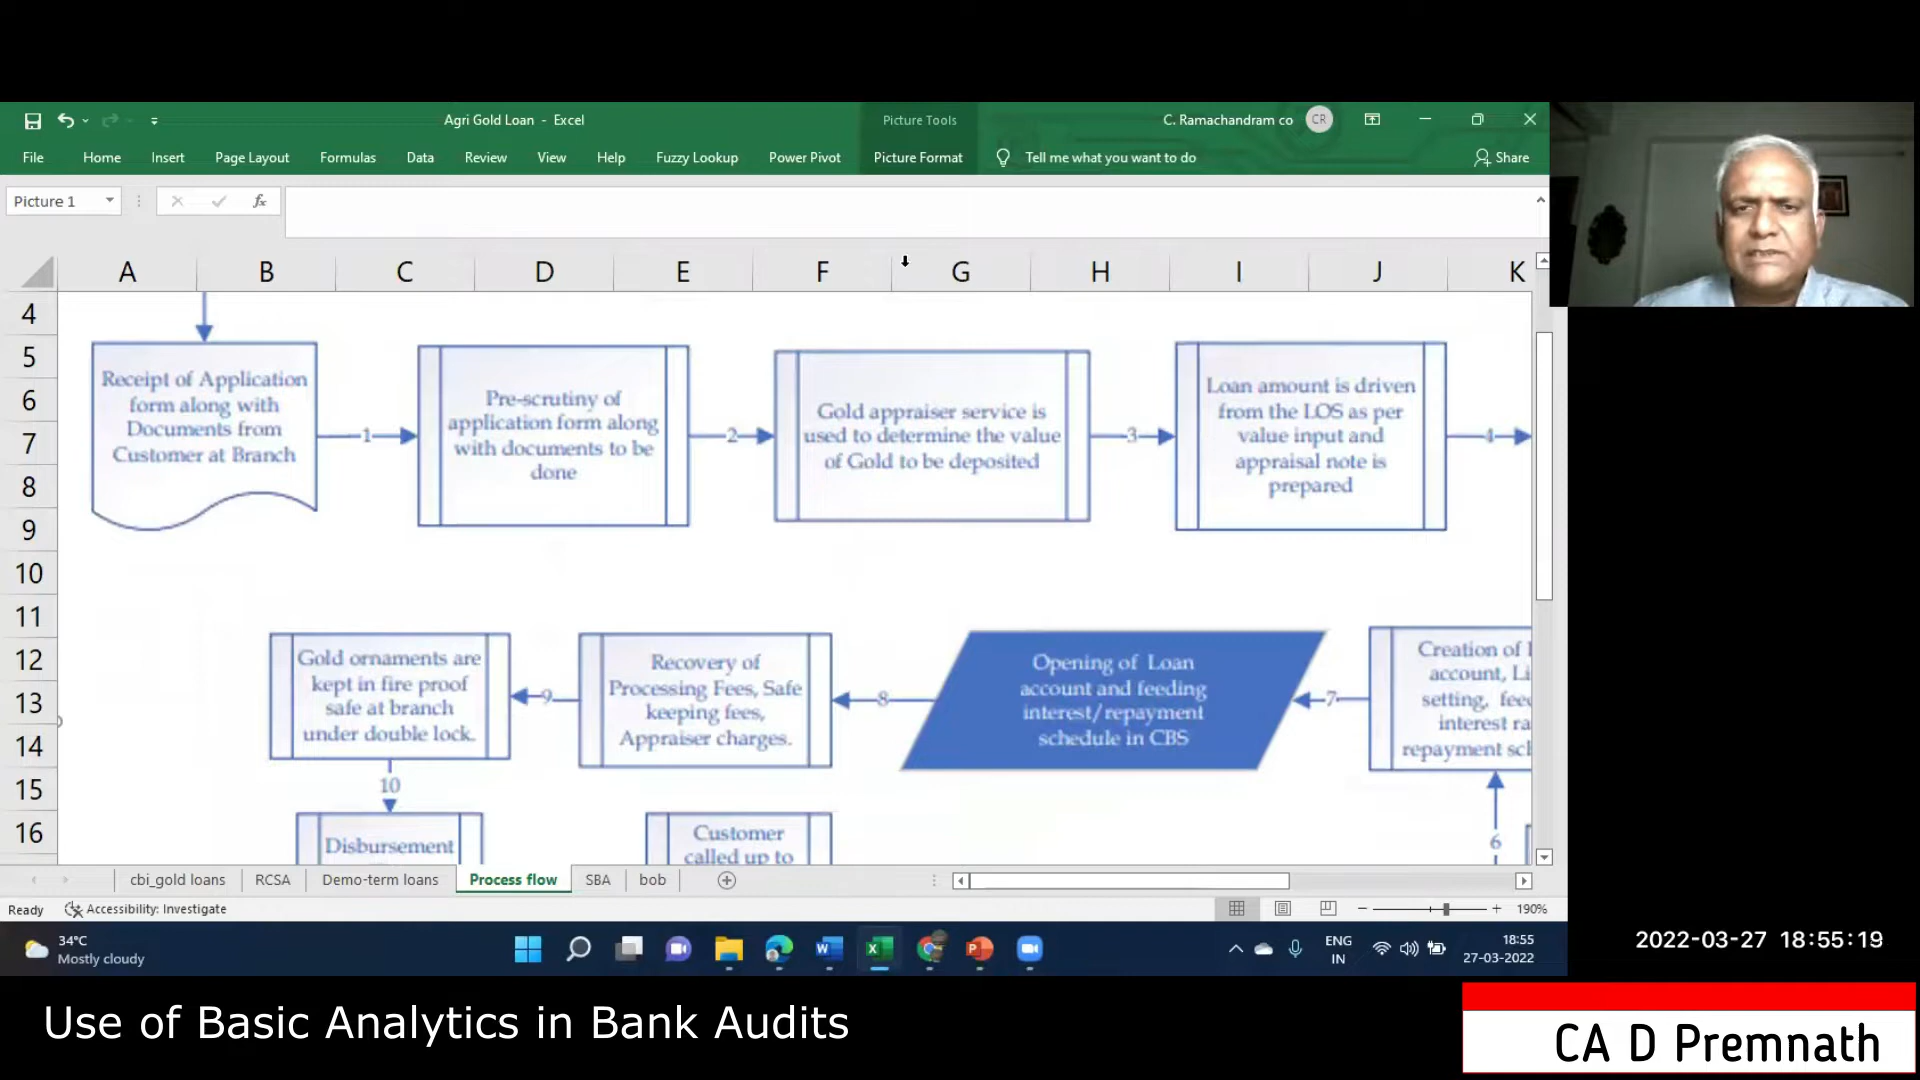 Agri Gold Loan - Excel
Picture Tools
C. Ramachandram co
CR
File
Home
Insert
Page Layout
Formulas
Data
Review
View
Help
Fuzzy Lookup
Power Pivot
Picture Format
Tell me what you want to do
Share
Picture 1
fx
A B C D E F G H I J K
4
5
6
7
8
9
10
11
12
13
14
15
16
Receipt of Application
form along with
Documents from
Customer at Branch
1
Pre-scrutiny of
application form along
with documents to be
done
2
Gold appraiser service is
used to determine the value
of Gold to be deposited
3
Loan amount is driven
from the LOS as per
value input and
appraisal note is
prepared
4
Gold ornaments are
kept in fire proof
safe at branch
under double lock.
9
Recovery of
Processing Fees, Safe
keeping fees,
Appraiser charges.
8
Opening of Loan
account and feeding
interest/repayment
schedule in CBS
7
Creation of
account,
setting,
interest
repayment
10
6
Disbursement
Customer
called up to
cbi_gold loans
RCSA
Demo-term loans
Process flow
SBA
bob
Ready
Accessibility: Investigate
190%
34°C
Mostly cloudy
ENG
IN
18:55
27-03-2022
2022-03-27 18:55:19
Use of Basic Analytics in Bank Audits
CA D Premnath